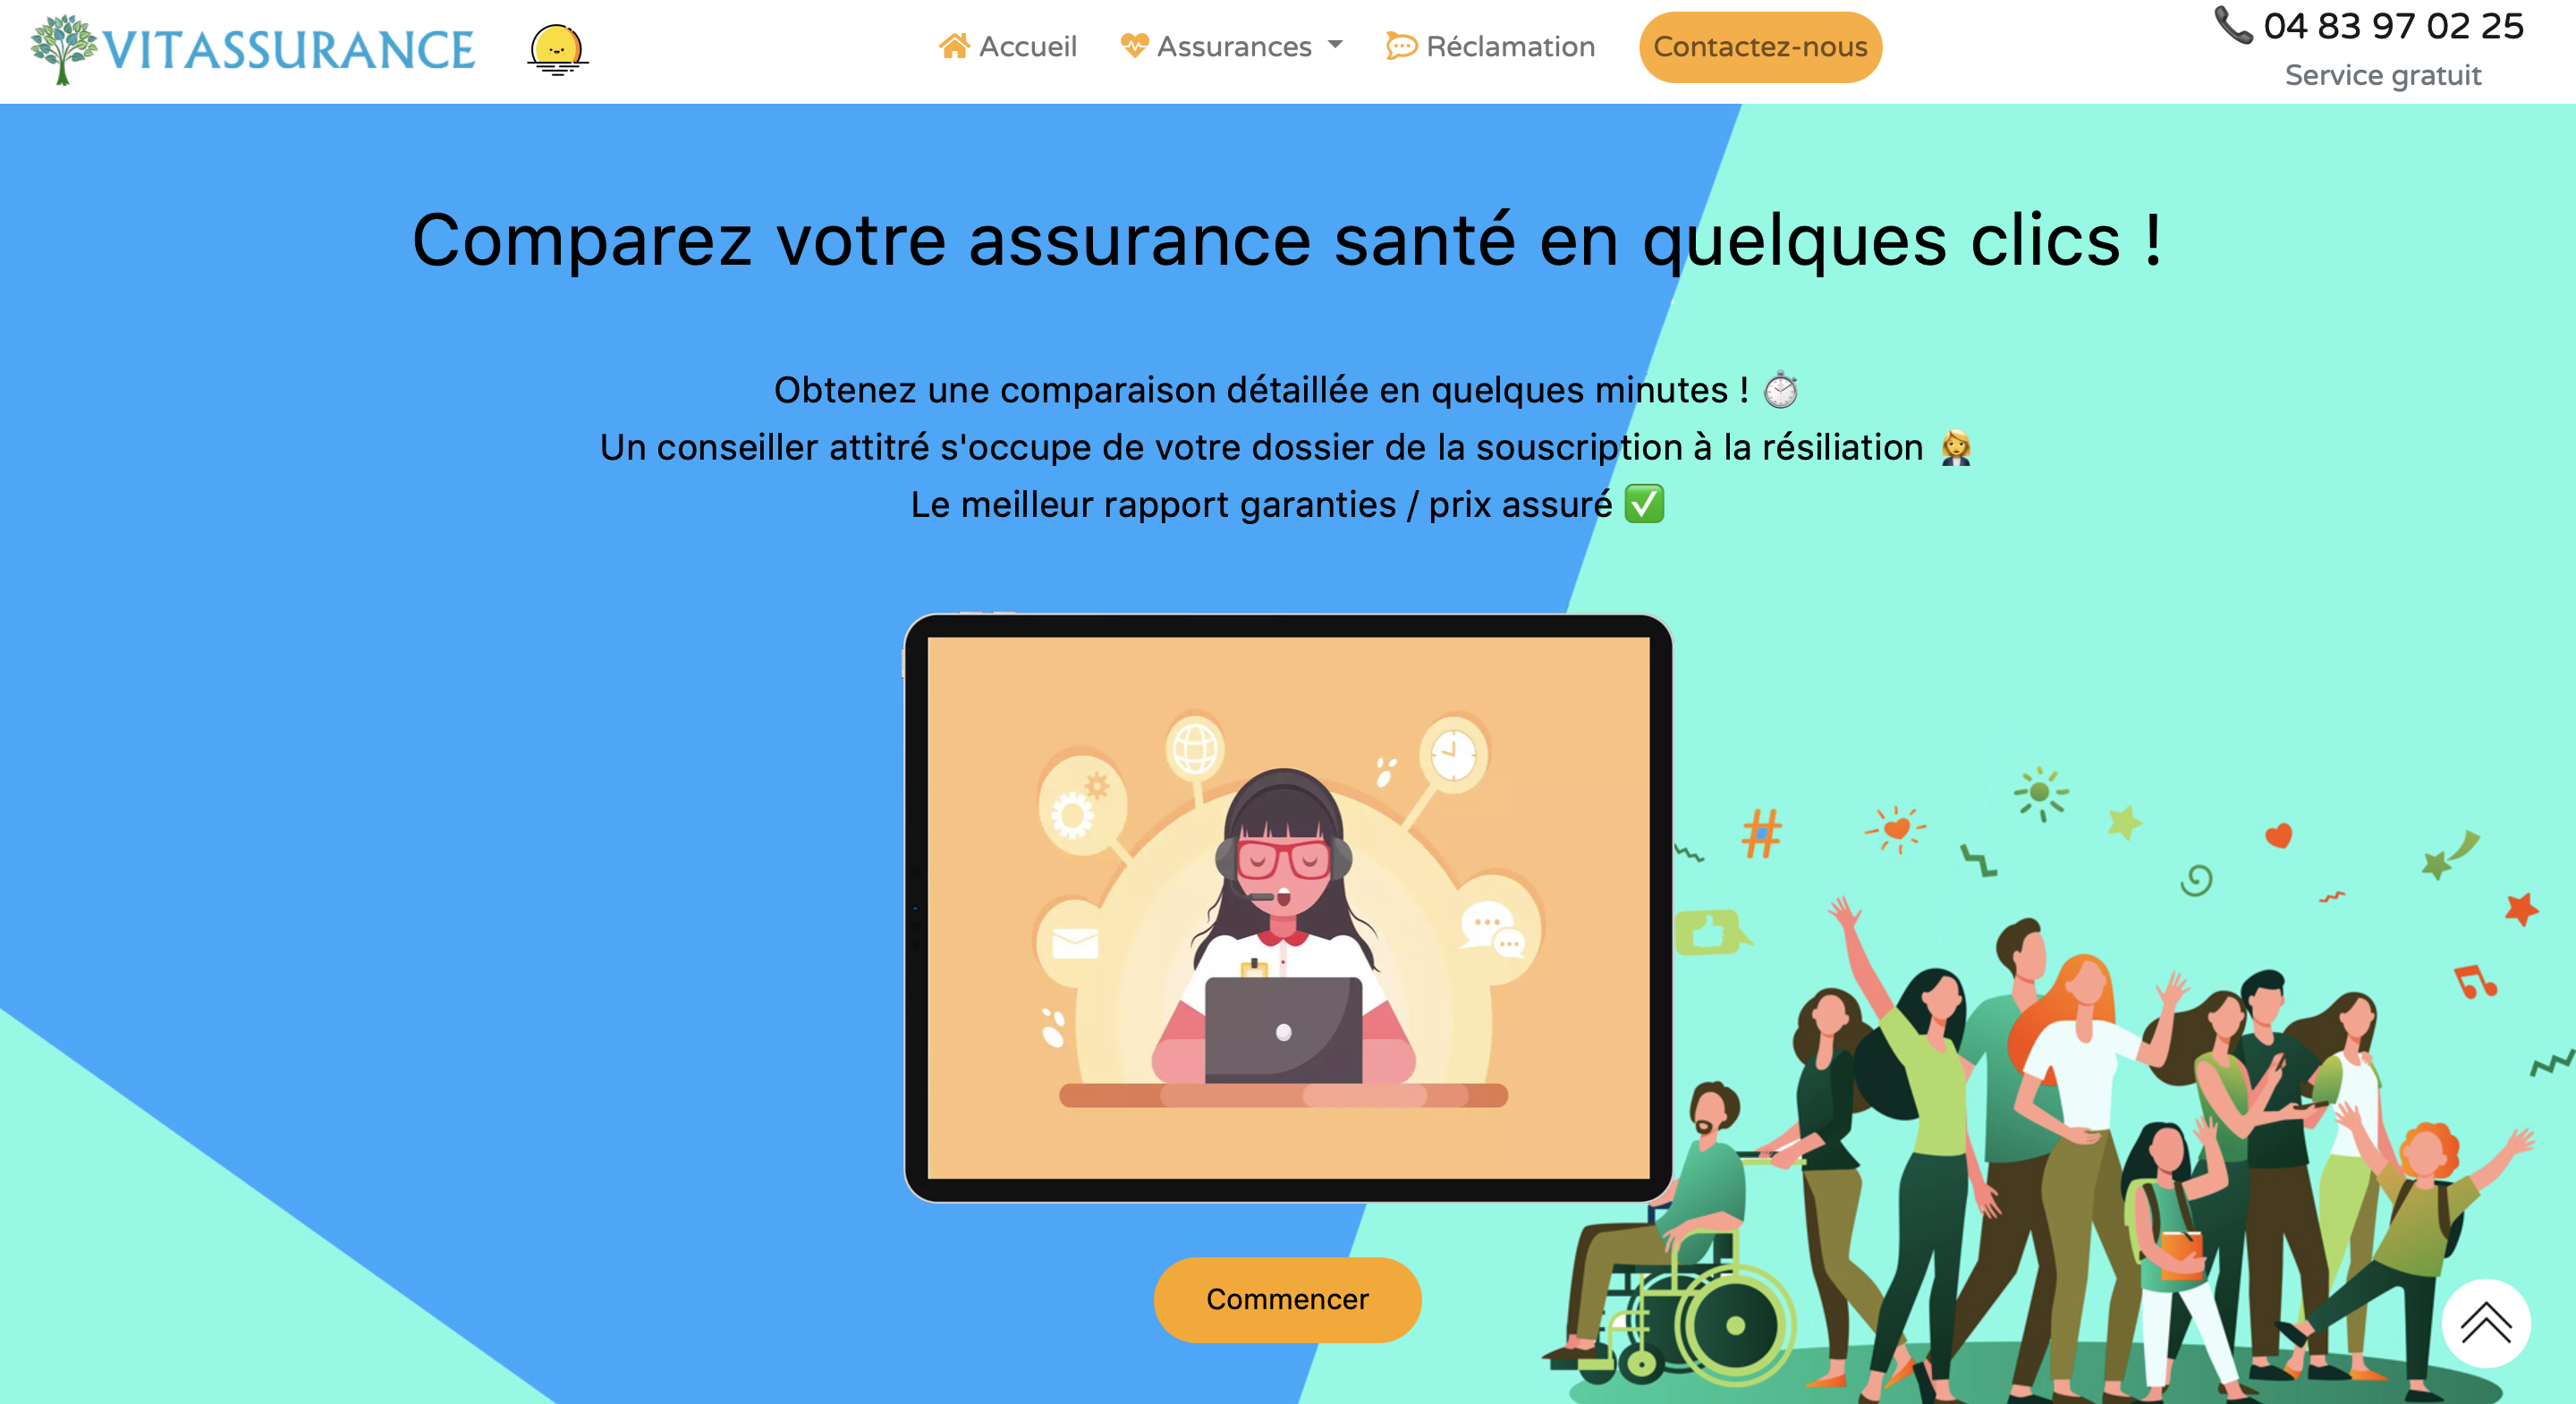 VITASSURANCE
Accueil
Assurances
Réclamation
Contactez-nous
04 83 97 02 25
Service gratuit
Comparez votre assurance santé en quelques clics !
Obtenez une comparaison détaillée en quelques minutes ! ⏱️
Un conseiller attitré s'occupe de votre dossier de la souscription à la résiliation 👩‍💼
Le meilleur rapport garanties / prix assuré ✅
#
Commencer